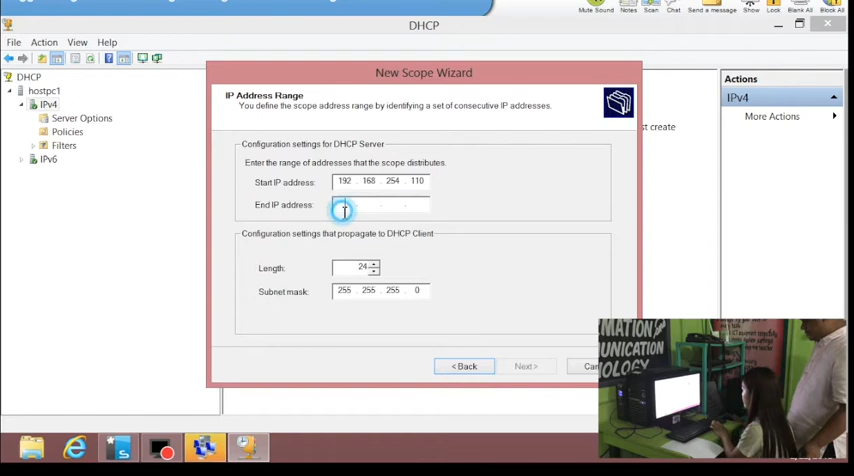 Mute Sound Notes Scan Chat Send a message Show Lock Blank All Block All
DHCP
File Action View Help
DHCP
hostpc1
IPv4
Server Options
Policies
Filters
IPv6
New Scope Wizard
IP Address Range
You define the scope address range by identifying a set of consecutive IP addresses.
Configuration settings for DHCP Server
Enter the range of addresses that the scope distributes.
Start IP address: 192 . 168 . 254 . 110
End IP address: . . .
Configuration settings that propagate to DHCP Client
Length: 24
Subnet mask: 255 . 255 . 255 . 0
< Back Next > Can
Actions
IPv4
More Actions
st create
MATION
MUNICATION
NOLOGY